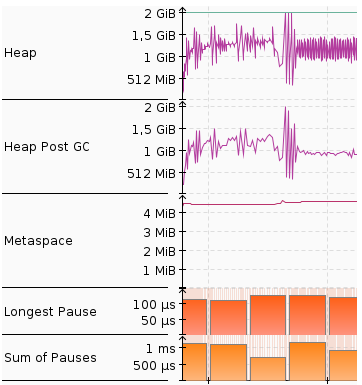 2 GiB
1,5 GiB
Heap
1 GiB
512 MiB
2 GiB
1,5 GiB
Heap Post GC
1 GiB
512 MiB
4 MiB
3 MiB
Metaspace
2 MiB
1 MiB
Longest Pause
100 µs
50 µs
1 ms
Sum of Pauses
500 µs